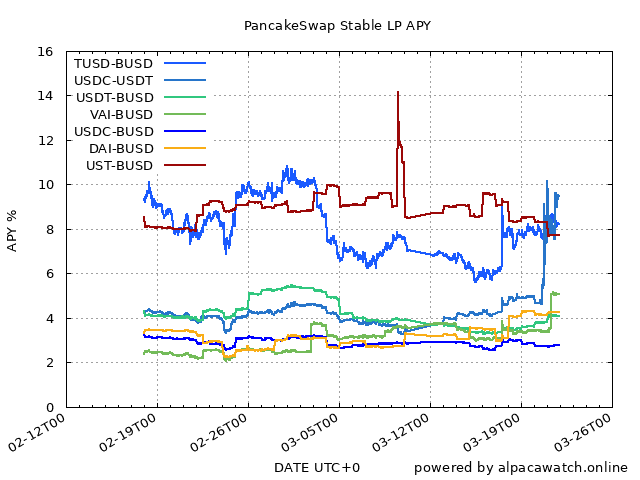 PancakeSwap Stable LP APY
16
14
12
10
8
6
4
2
0
APY %
TUSD-BUSD
USDC-USDT
USDT-BUSD
VAI-BUSD
USDC-BUSD
DAI-BUSD
UST-BUSD
02-12T00
02-19T00
02-26T00
03-05T00
03-12T00
03-19T00
03-26T00
DATE UTC+0
powered by alpacawatch.online